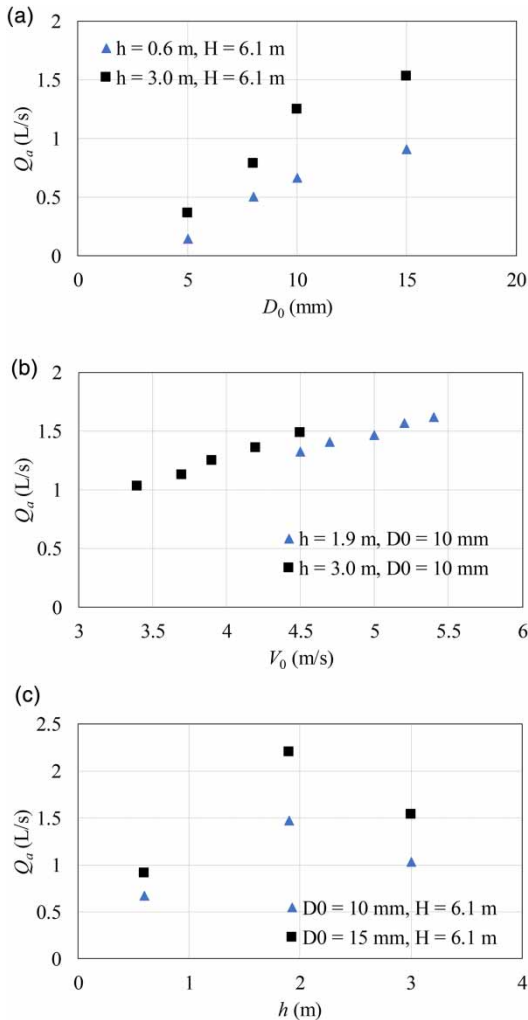 (a)
h = 0.6 m, H = 6.1 m
h = 3.0 m, H = 6.1 m
2
1.5
1
0.5
0
Qa (L/s)
0 5 10 15 20
D0 (mm)
(b)
2
1.5
1
0.5
0
Qa (L/s)
h = 1.9 m, D0 = 10 mm
h = 3.0 m, D0 = 10 mm
3 3.5 4 4.5 5 5.5 6
V0 (m/s)
(c)
2.5
2
1.5
1
0.5
0
Qa (L/s)
D0 = 10 mm, H = 6.1 m
D0 = 15 mm, H = 6.1 m
0 1 2 3 4
h (m)